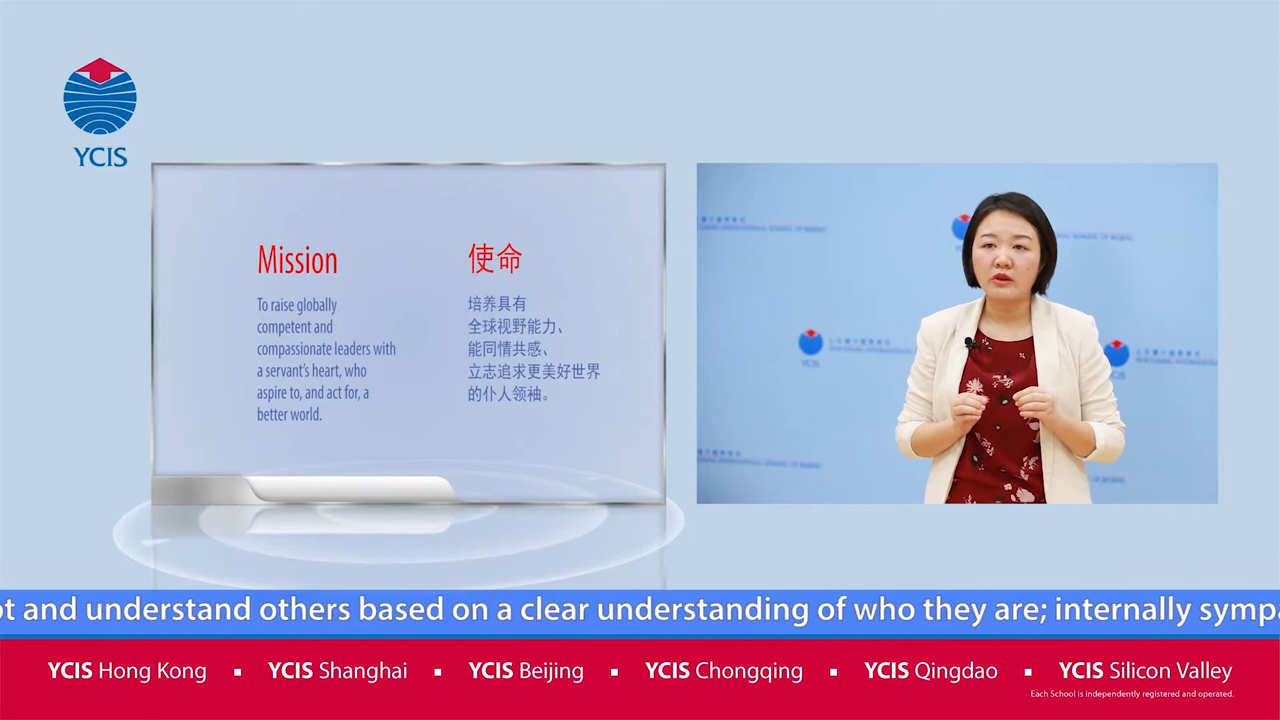 YCIS
Mission
To raise globally
competent and
compassionate leaders with
a servant's heart, who
aspire to, and act for, a
better world.
使命
培养具有
全球视野能力、
能同情共感、
立志追求更美好世界
的仆人领袖。
YCIS
and understand others based on a clear understanding of who they are; internally
YCIS Hong Kong ▪ YCIS Shanghai ▪ YCIS Beijing ▪ YCIS Chongqing ▪ YCIS Qingdao ▪ YCIS Silicon Valley
Each School is independently registered and operated.